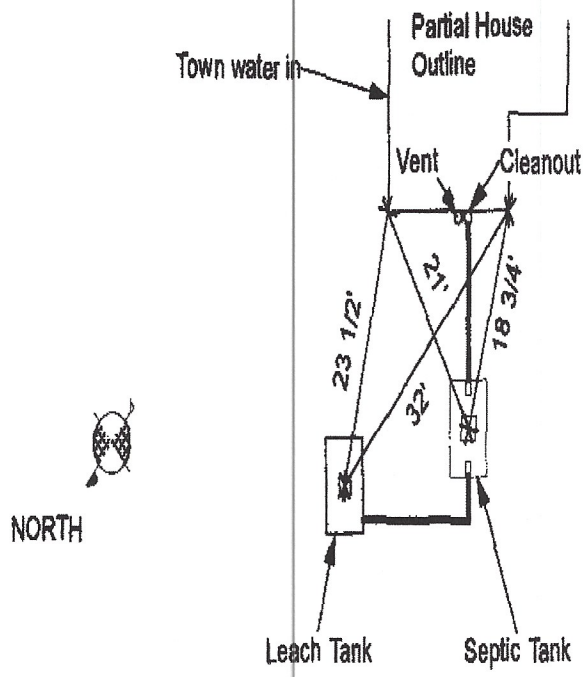 Partial House
Outline
Town water in
Vent
Cleanout
21'
18 3/4'
23 1/2'
32'
NORTH
Leach Tank
Septic Tank